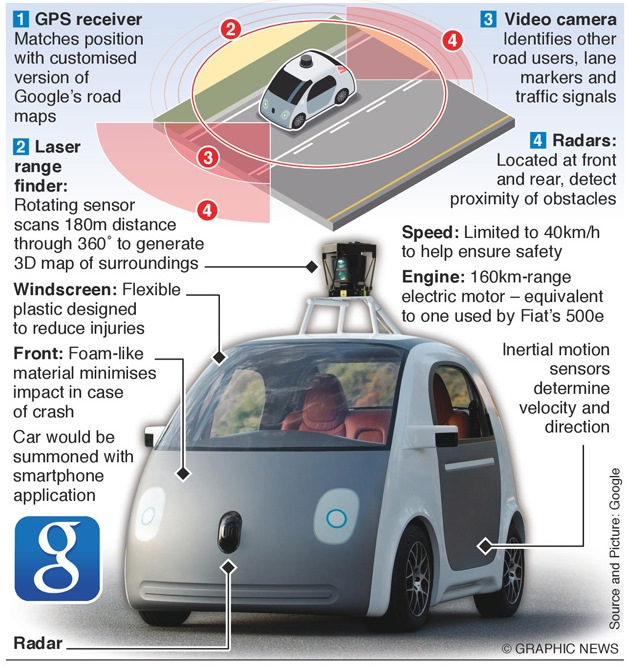 1 GPS receiver
Matches position
with customised
version of
Google's road
maps
2 Laser
range
finder:
Rotating sensor
scans 180m distance
through 360˚ to generate
3D map of surroundings
Windscreen: Flexible
plastic designed
to reduce injuries
Front: Foam-like
material minimises
impact in case
of crash
Car would be
summoned with
smartphone
application
g
Radar
2
4
3
4
3 Video camera
Identifies other
road users, lane
markers and
traffic signals
4 Radars:
Located at front
and rear, detect
proximity of obstacles
Speed: Limited to 40km/h
to help ensure safety
Engine: 160km-range
electric motor – equivalent
to one used by Fiat's 500e
Inertial motion
sensors
determine
velocity and
direction
Source and Picture: Google
© GRAPHIC NEWS